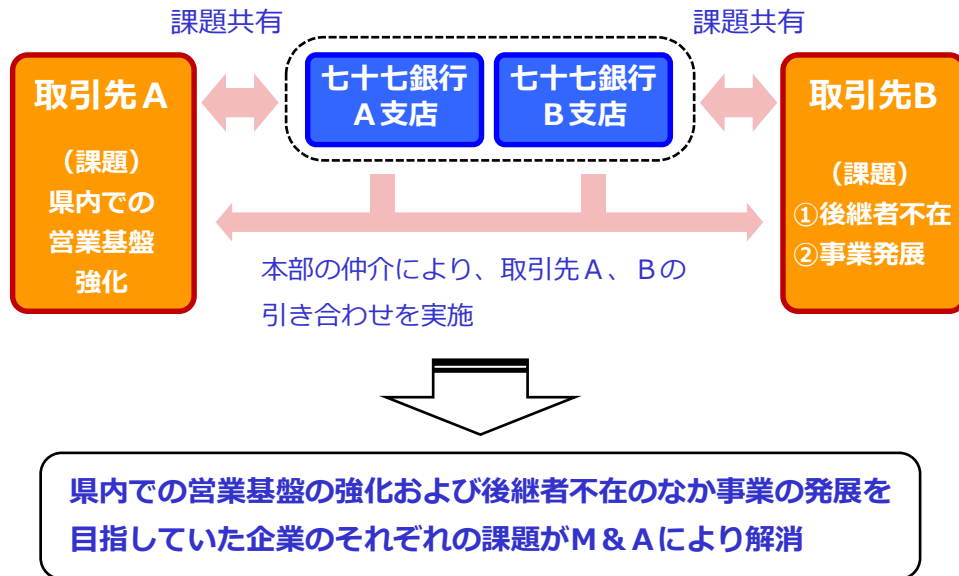 課題共有
課題共有
取引先A
（課題）
県内での
営業基盤
強化
七十七銀行
A支店
七十七銀行
B支店
取引先B
（課題）
①後継者不在
②事業発展
本部の仲介により、取引先A、Bの
引き合わせを実施
県内での営業基盤の強化および後継者不在のなか事業の発展を
目指していた企業のそれぞれの課題がM＆Aにより解消